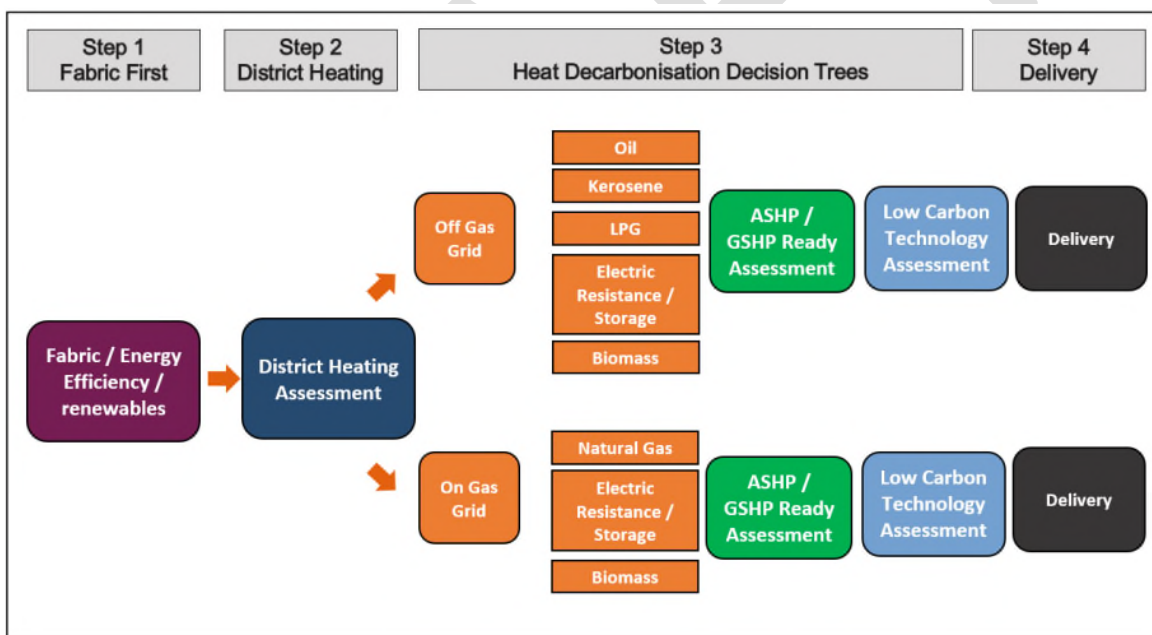 Step 1
Fabric First
Step 2
District Heating
Step 3
Heat Decarbonisation Decision Trees
Step 4
Delivery
Fabric / Energy
Efficiency /
renewables
District Heating
Assessment
Off Gas
Grid
Oil
Kerosene
LPG
Electric
Resistance /
Storage
Biomass
ASHP /
GSHP Ready
Assessment
Low Carbon
Technology
Assessment
Delivery
On Gas
Grid
Natural Gas
Electric
Resistance /
Storage
Biomass
ASHP /
GSHP Ready
Assessment
Low Carbon
Technology
Assessment
Delivery